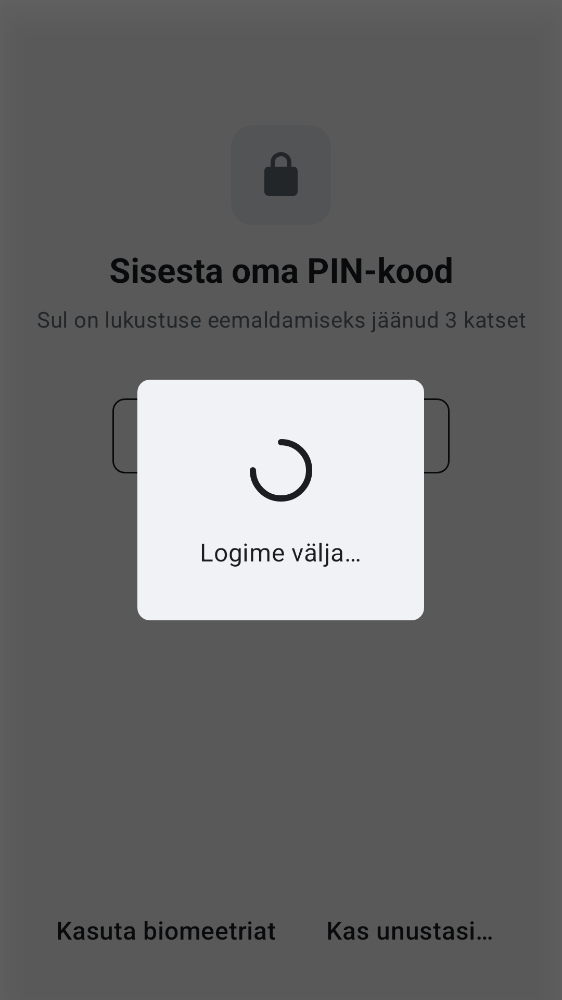 Sisesta oma PIN-kood
Sul on lukustuse eemaldamiseks jäänud 3 katset
Logime välja…
Kasuta biomeetriat
Kas unustasi…